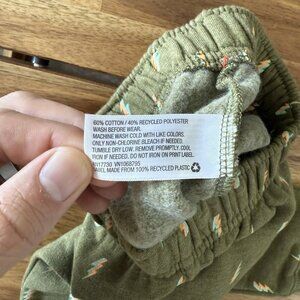 60% COTTON / 40% RECYCLED POLYESTER
WASH BEFORE WEAR.
MACHINE WASH COLD WITH LIKE COLORS.
ONLY NON-CHLORINE BLEACH IF NEEDED.
TUMBLE DRY LOW. REMOVE PROMPTLY. COOL
IRON IF NEEDED. DO NOT IRON ON PRINT LABEL.
VN1068795
LABEL MADE FROM 100% RECYCLED PLASTIC